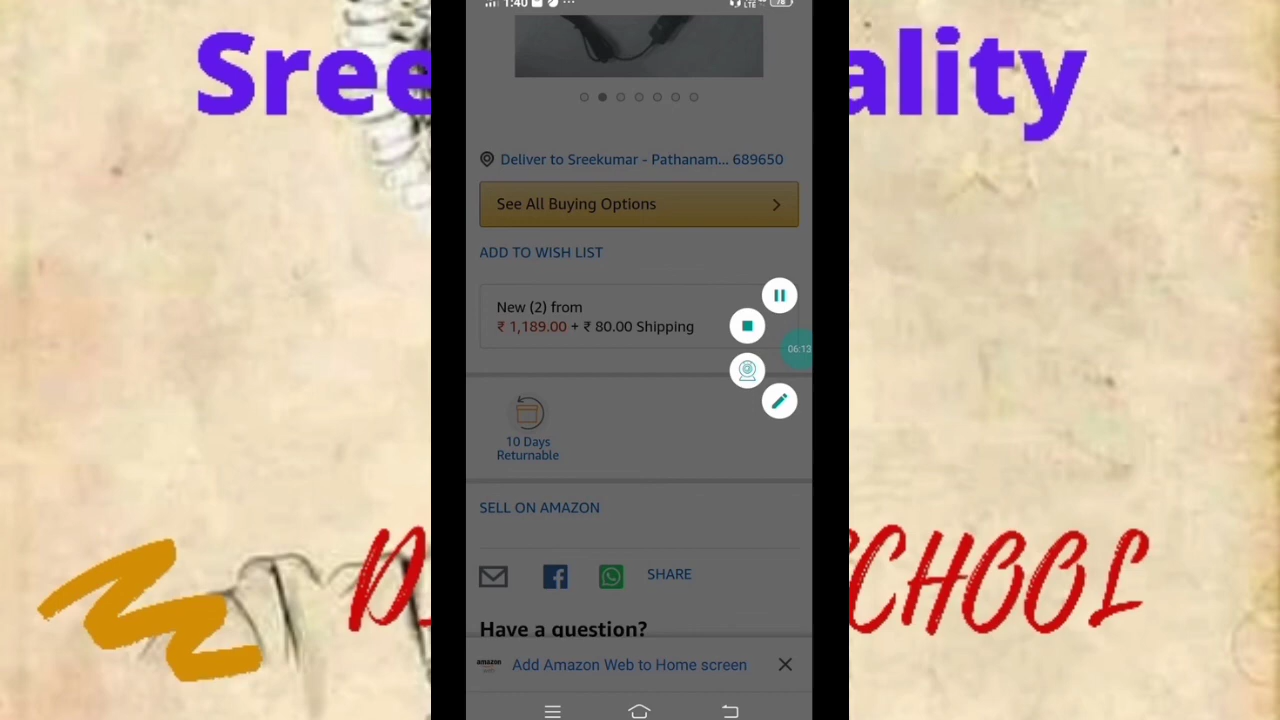 1:40
LTE
78
Sree
ality
Deliver to Sreekumar - Pathanam... 689650
See All Buying Options
ADD TO WISH LIST
New (2) from
₹ 1,189.00 + ₹ 80.00 Shipping
06:13
10 Days
Returnable
SELL ON AMAZON
SHARE
CHOOL
Have a question?
amazon
Add Amazon Web to Home screen